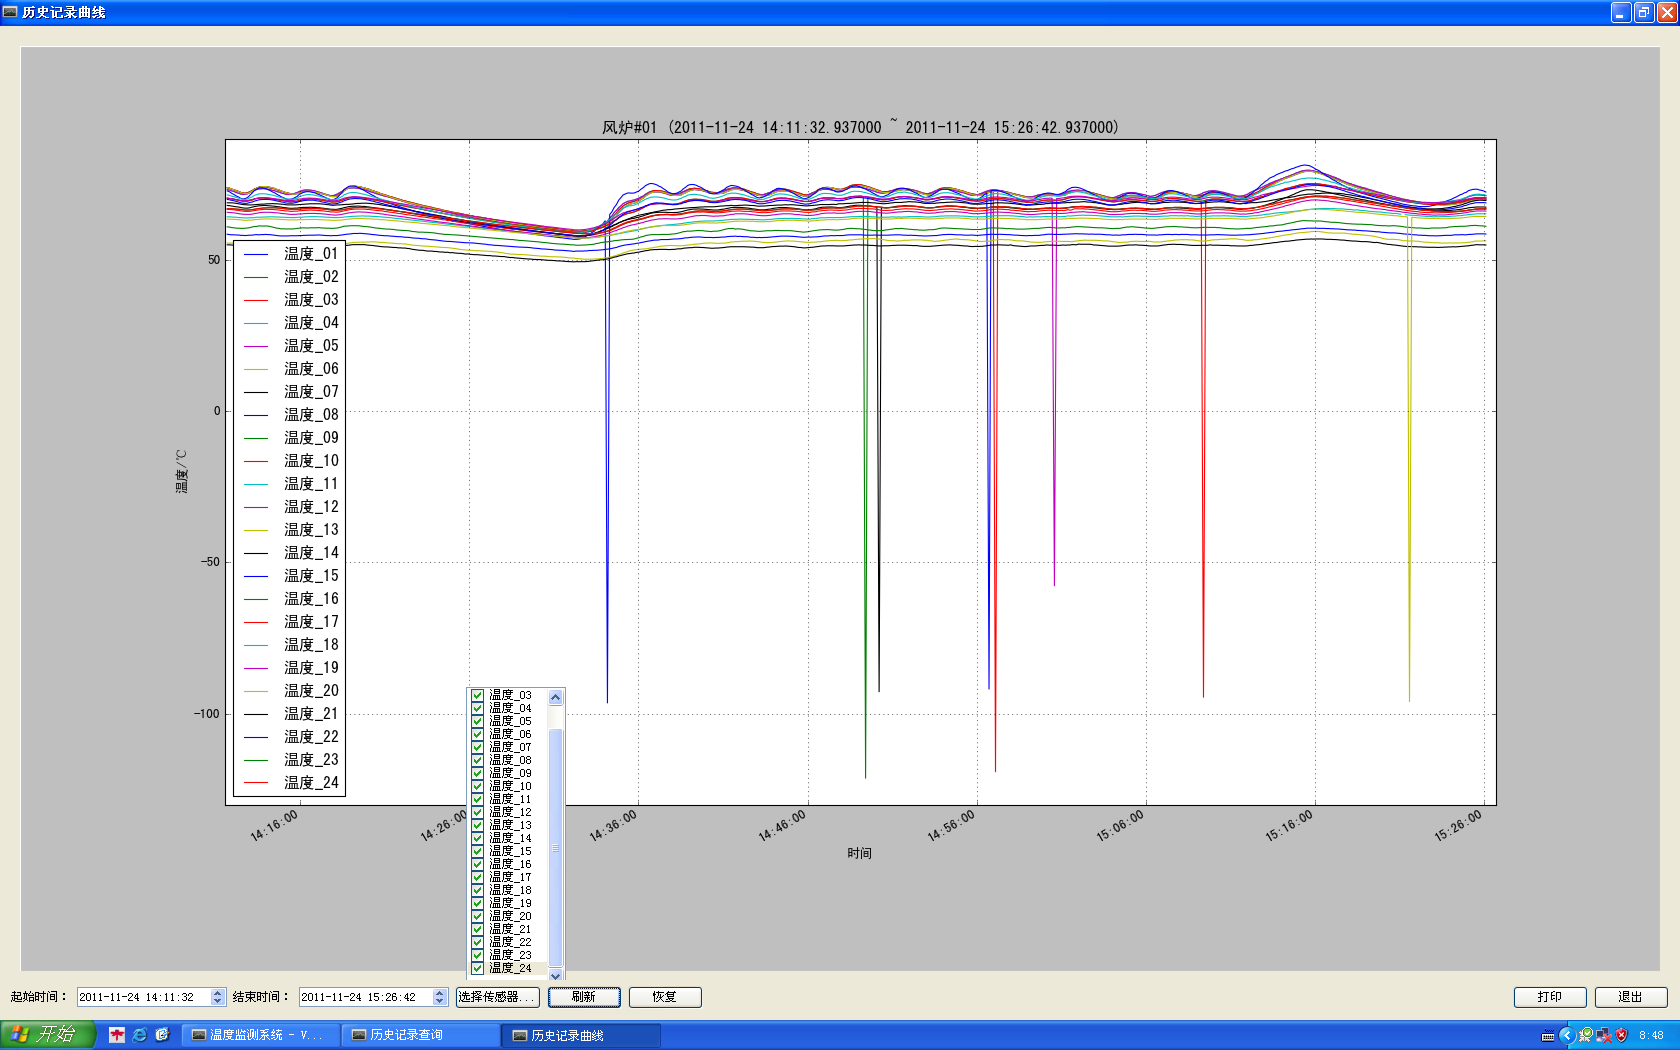 历史记录曲线
风炉#01 (2011-11-24 14:11:32.937000 ~ 2011-11-24 15:26:42.937000)
50
0
-50
-100
温度/℃
温度_01
温度_02
温度_03
温度_04
温度_05
温度_06
温度_07
温度_08
温度_09
温度_10
温度_11
温度_12
温度_13
温度_14
温度_15
温度_16
温度_17
温度_18
温度_19
温度_20
温度_21
温度_22
温度_23
温度_24
温度_03
温度_04
温度_05
温度_06
温度_07
温度_08
温度_09
温度_10
温度_11
温度_12
温度_13
温度_14
温度_15
温度_16
温度_17
温度_18
温度_19
温度_20
温度_21
温度_22
温度_23
温度_24
14:16:00 14:26:00 14:36:00 14:46:00 14:56:00 15:06:00 15:16:00 15:26:00
时间
起始时间： 2011-11-24 14:11:32 结束时间： 2011-11-24 15:26:42 选择传感器... 刷新 恢复 打印 退出
开始 温度监测系统 - V... 历史记录查询 历史记录曲线 8:48